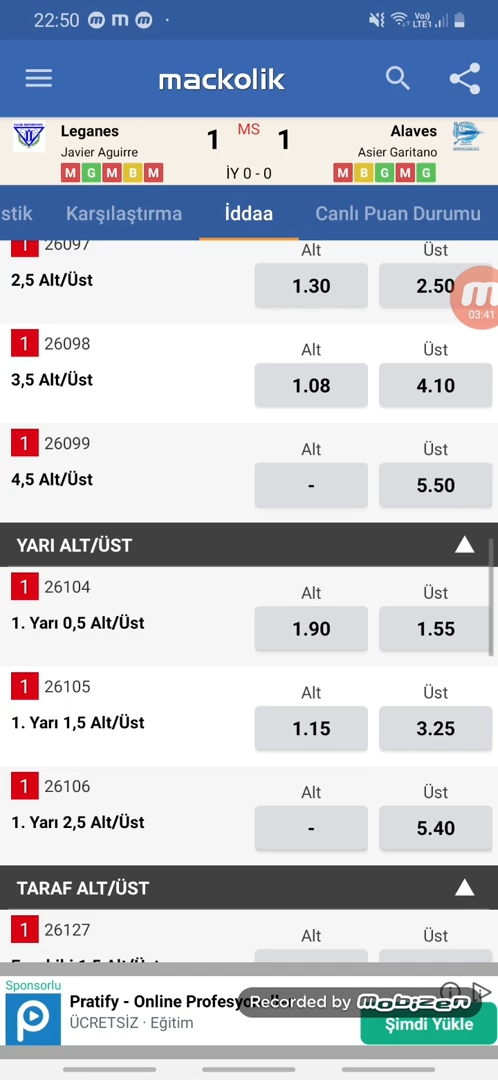 22:50
Vo))
LTE1
mackolik
Leganes
Javier Aguirre
M G M B M
1 MS 1
İY 0 - 0
Alaves
Asier Garitano
M B G M G
stik Karşılaştırma İddaa Canlı Puan Durumu
1 26097
2,5 Alt/Üst
Alt Üst
1.30 2.50
03:41
1 26098
3,5 Alt/Üst
Alt Üst
1.08 4.10
1 26099
4,5 Alt/Üst
Alt Üst
- 5.50
YARI ALT/ÜST
1 26104
1. Yarı 0,5 Alt/Üst
Alt Üst
1.90 1.55
1 26105
1. Yarı 1,5 Alt/Üst
Alt Üst
1.15 3.25
1 26106
1. Yarı 2,5 Alt/Üst
Alt Üst
- 5.40
TARAF ALT/ÜST
1 26127
Alt Üst
Sponsorlu
Pratify - Online
ÜCRETSİZ · Eğitim
Recorded by Mobizen
Şimdi Yükle